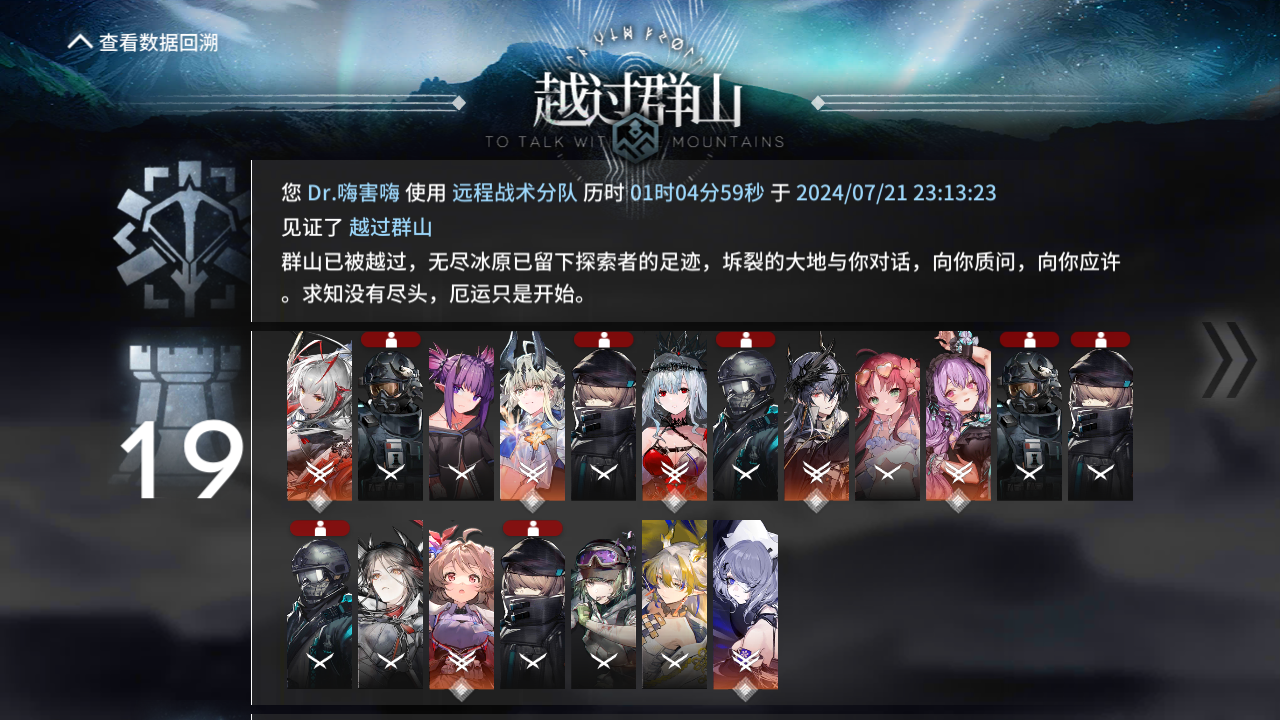 查看数据回溯
越过群山
TO TALK WIT MOUNTAINS
您 Dr.嗨害嗨 使用 远程战术分队 历时 01时04分59秒 于 2024/07/21 23:13:23
见证了 越过群山
群山已被越过，无尽冰原已留下探索者的足迹，坼裂的大地与你对话，向你质问，向你应许
。求知没有尽头，厄运只是开始。
19